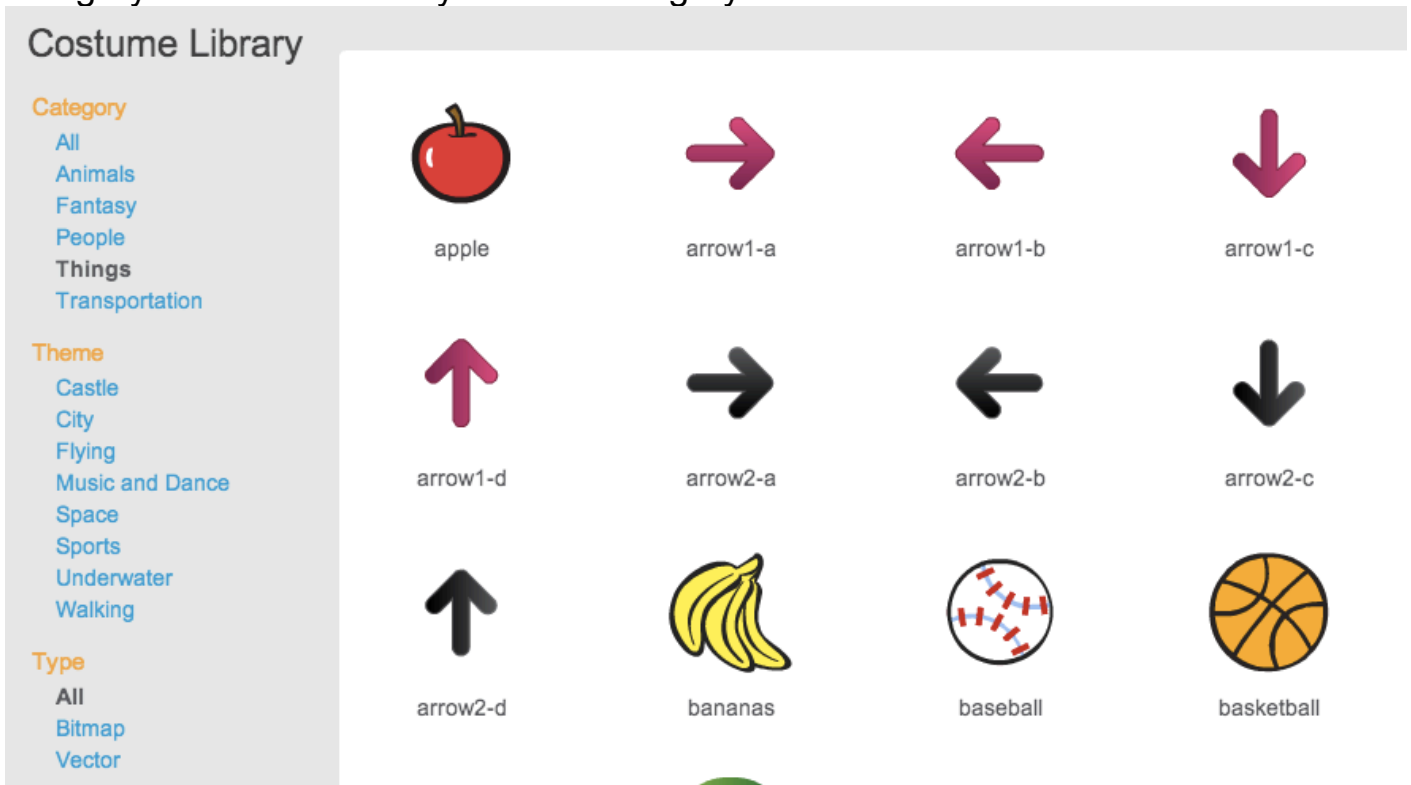 Costume Library
Category
All
Animals
Fantasy
People
Things
Transportation
Theme
Castle
City
Flying
Music and Dance
Space
Sports
Underwater
Walking
Type
All
Bitmap
Vector
apple
arrow1-a
arrow1-b
arrow1-c
arrow1-d
arrow2-a
arrow2-b
arrow2-c
arrow2-d
bananas
baseball
basketball